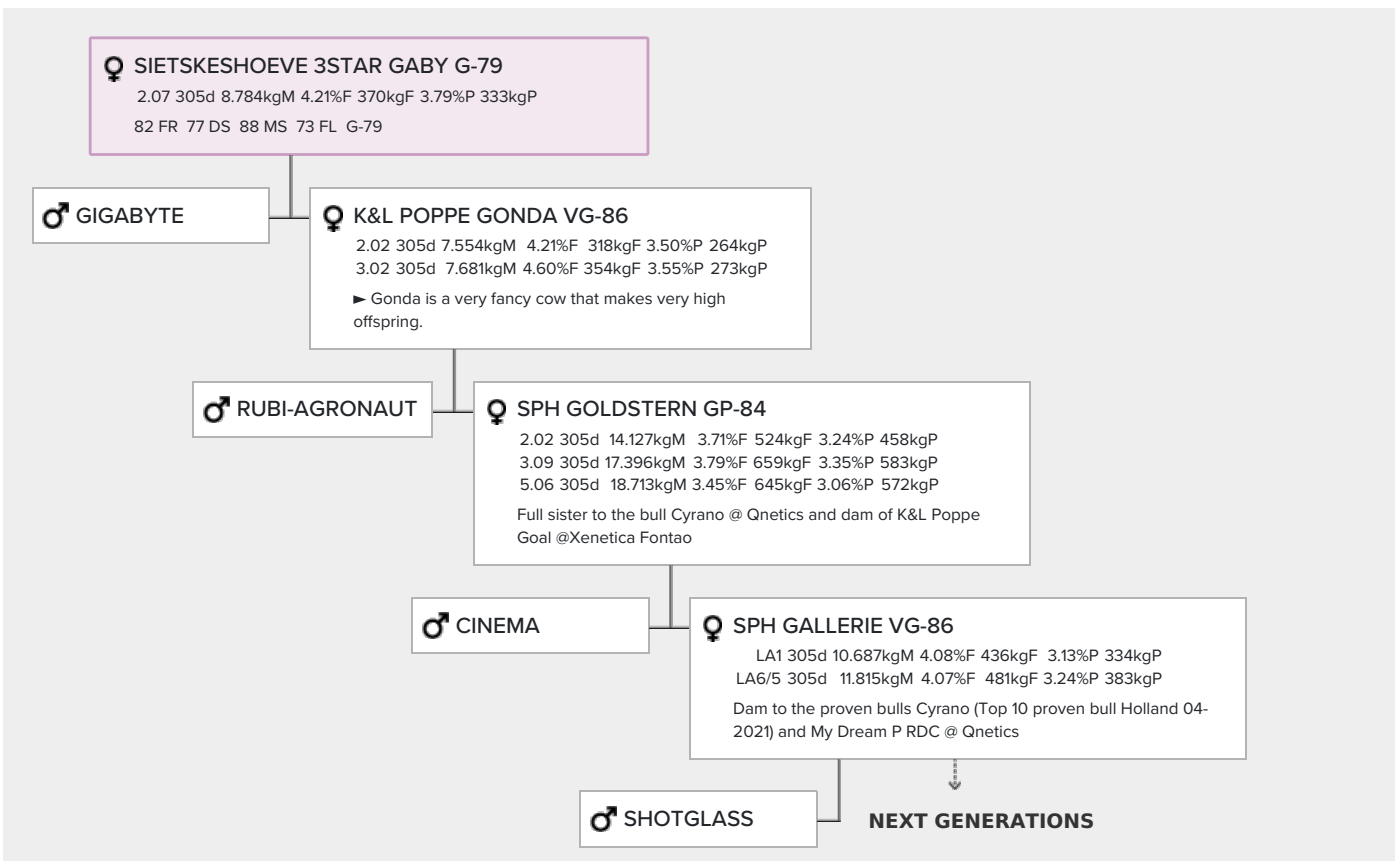 SIETSKESHOEVE 3STAR GABY G-79
2.07 305d 8.784kgM 4.21%F 370kgF 3.79%P 333kgP
82 FR 77 DS 88 MS 73 FL G-79
GIGABYTE
K&L POPPE GONDA VG-86
2.02 305d 7.554kgM 4.21%F 318kgF 3.50%P 264kgP
3.02 305d 7.681kgM 4.60%F 354kgF 3.55%P 273kgP
► Gonda is a very fancy cow that makes very high
offspring.
RUBI-AGRONAUT
SPH GOLDSTERN GP-84
2.02 305d 14.127kgM 3.71%F 524kgF 3.24%P 458kgP
3.09 305d 17.396kgM 3.79%F 659kgF 3.35%P 583kgP
5.06 305d 18.713kgM 3.45%F 645kgF 3.06%P 572kgP
Full sister to the bull Cyrano @ Qnetics and dam of K&L Poppe
Goal @Xenetica Fontao
CINEMA
SPH GALLERIE VG-86
LA1 305d 10.687kgM 4.08%F 436kgF 3.13%P 334kgP
LA6/5 305d 11.815kgM 4.07%F 481kgF 3.24%P 383kgP
Dam to the proven bulls Cyrano (Top 10 proven bull Holland 04-
2021) and My Dream P RDC @ Qnetics
SHOTGLASS
NEXT GENERATIONS